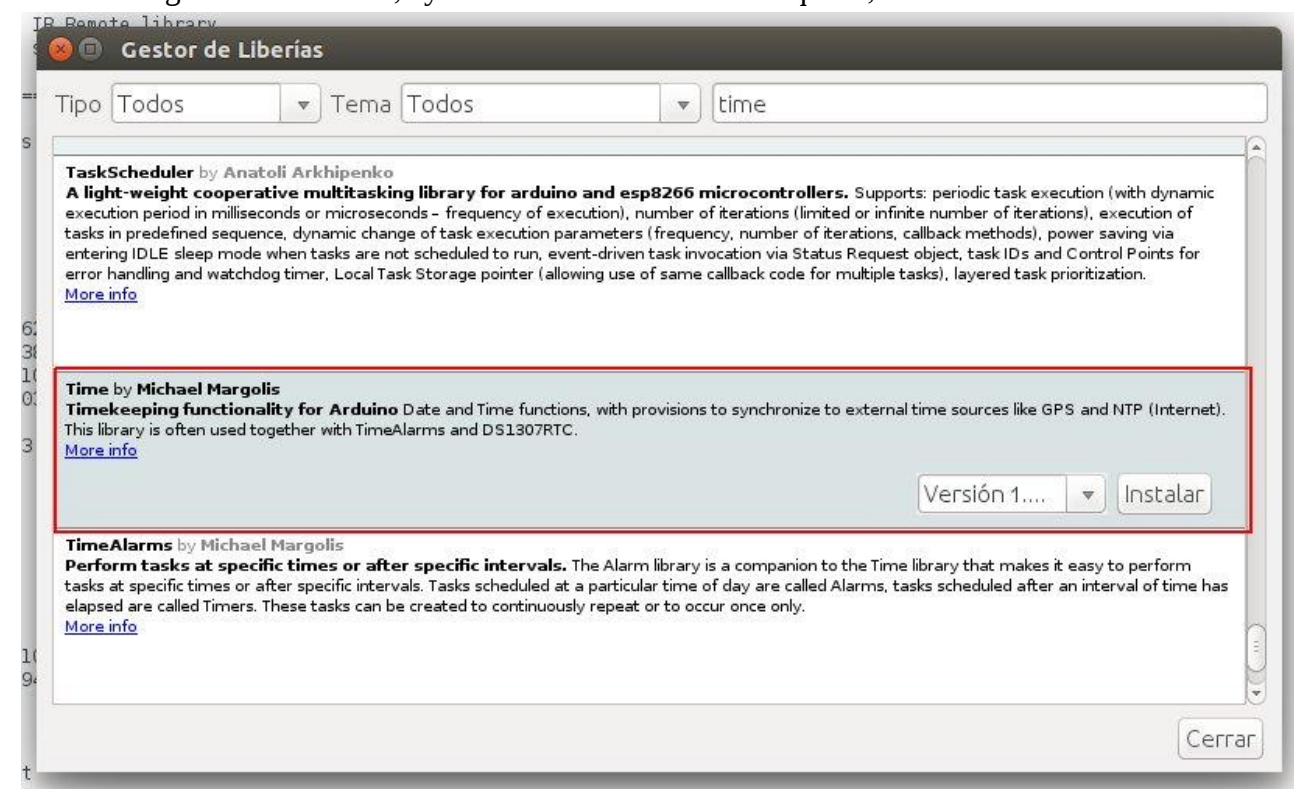 IR Remote library
Gestor de Liberías
Tipo Todos Tema Todos time
TaskScheduler by Anatoli Arkhipenko
A light-weight cooperative multitasking library for arduino and esp8266 microcontrollers. Supports: periodic task execution (with dynamic
execution period in milliseconds or microseconds – frequency of execution), number of iterations (limited or infinite number of iterations), execution of
tasks in predefined sequence, dynamic change of task execution parameters (frequency, number of iterations, callback methods), power saving via
entering IDLE sleep mode when tasks are not scheduled to run, event-driven task invocation via Status Request object, task IDs and Control Points for
error handling and watchdog timer, Local Task Storage pointer (allowing use of same callback code for multiple tasks), layered task prioritization.
More info
Time by Michael Margolis
Timekeeping functionality for Arduino Date and Time functions, with provisions to synchronize to external time sources like GPS and NTP (Internet).
This library is often used together with TimeAlarms and DS1307RTC.
More info
Versión 1.... Instalar
TimeAlarms by Michael Margolis
Perform tasks at specific times or after specific intervals. The Alarm library is a companion to the Time library that makes it easy to perform
tasks at specific times or after specific intervals. Tasks scheduled at a particular time of day are called Alarms, tasks scheduled after an interval of time has
elapsed are called Timers. These tasks can be created to continuously repeat or to occur once only.
More info
Cerrar